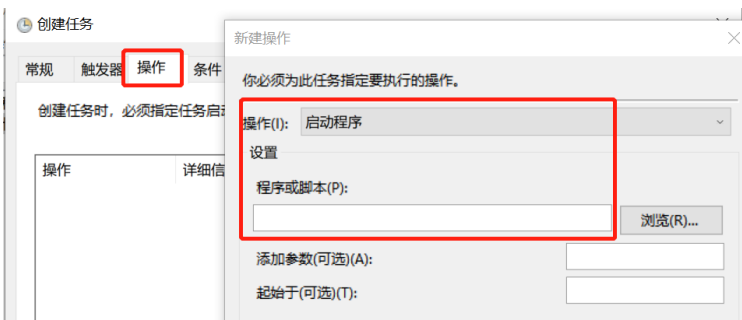 创建任务
常规 触发器 操作 条件
创建任务时，必须指定任务启
操作 详细信
新建操作
你必须为此任务指定要执行的操作。
操作(I): 启动程序
设置
程序或脚本(P):
浏览(R)...
添加参数(可选)(A):
起始于(可选)(T):